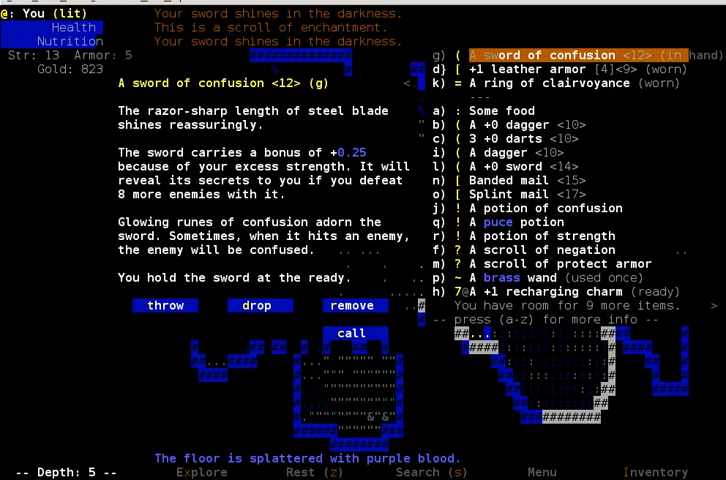 @: You (lit)
Your sword shines in the darkness.
Health
This is a scroll of enchantment.
Nutrition
Your sword shines in the darkness.
Str: 13 Armor: 5
Gold: 823
A sword of confusion <12> (g)
The razor-sharp length of steel blade
shines reassuringly.
The sword carries a bonus of +0.25
because of your excess strength. It will
reveal its secrets to you if you defeat
8 more enemies with it.
Glowing runes of confusion adorn the
sword. Sometimes, when it hits an enemy,
the enemy will be confused.
You hold the sword at the ready.
throw drop remove
call
g) ( A sword of confusion <12> (in hand)
d} [ +1 leather armor [4]<9> (worn)
k) = A ring of clairvoyance (worn)
---
a) : Some food
b) ( A +0 dagger <10>
c) ( 3 +0 darts <10>
i) ( A dagger <10>
l) ( A +0 sword <14>
n) [ Banded mail <15>
o) [ Splint mail <17>
j) ! A potion of confusion
q) ! A puce potion
r) ! A potion of strength
f) ? A scroll of negation
m) ? A scroll of protect armor
p) ~ A brass wand (used once)
h) 7@A +1 recharging charm (ready)
You have room for 9 more items.
-- press (a-z) for more info --
The floor is splattered with purple blood.
-- Depth: 5 -- Explore Rest (z) Search (s) Menu Inventory